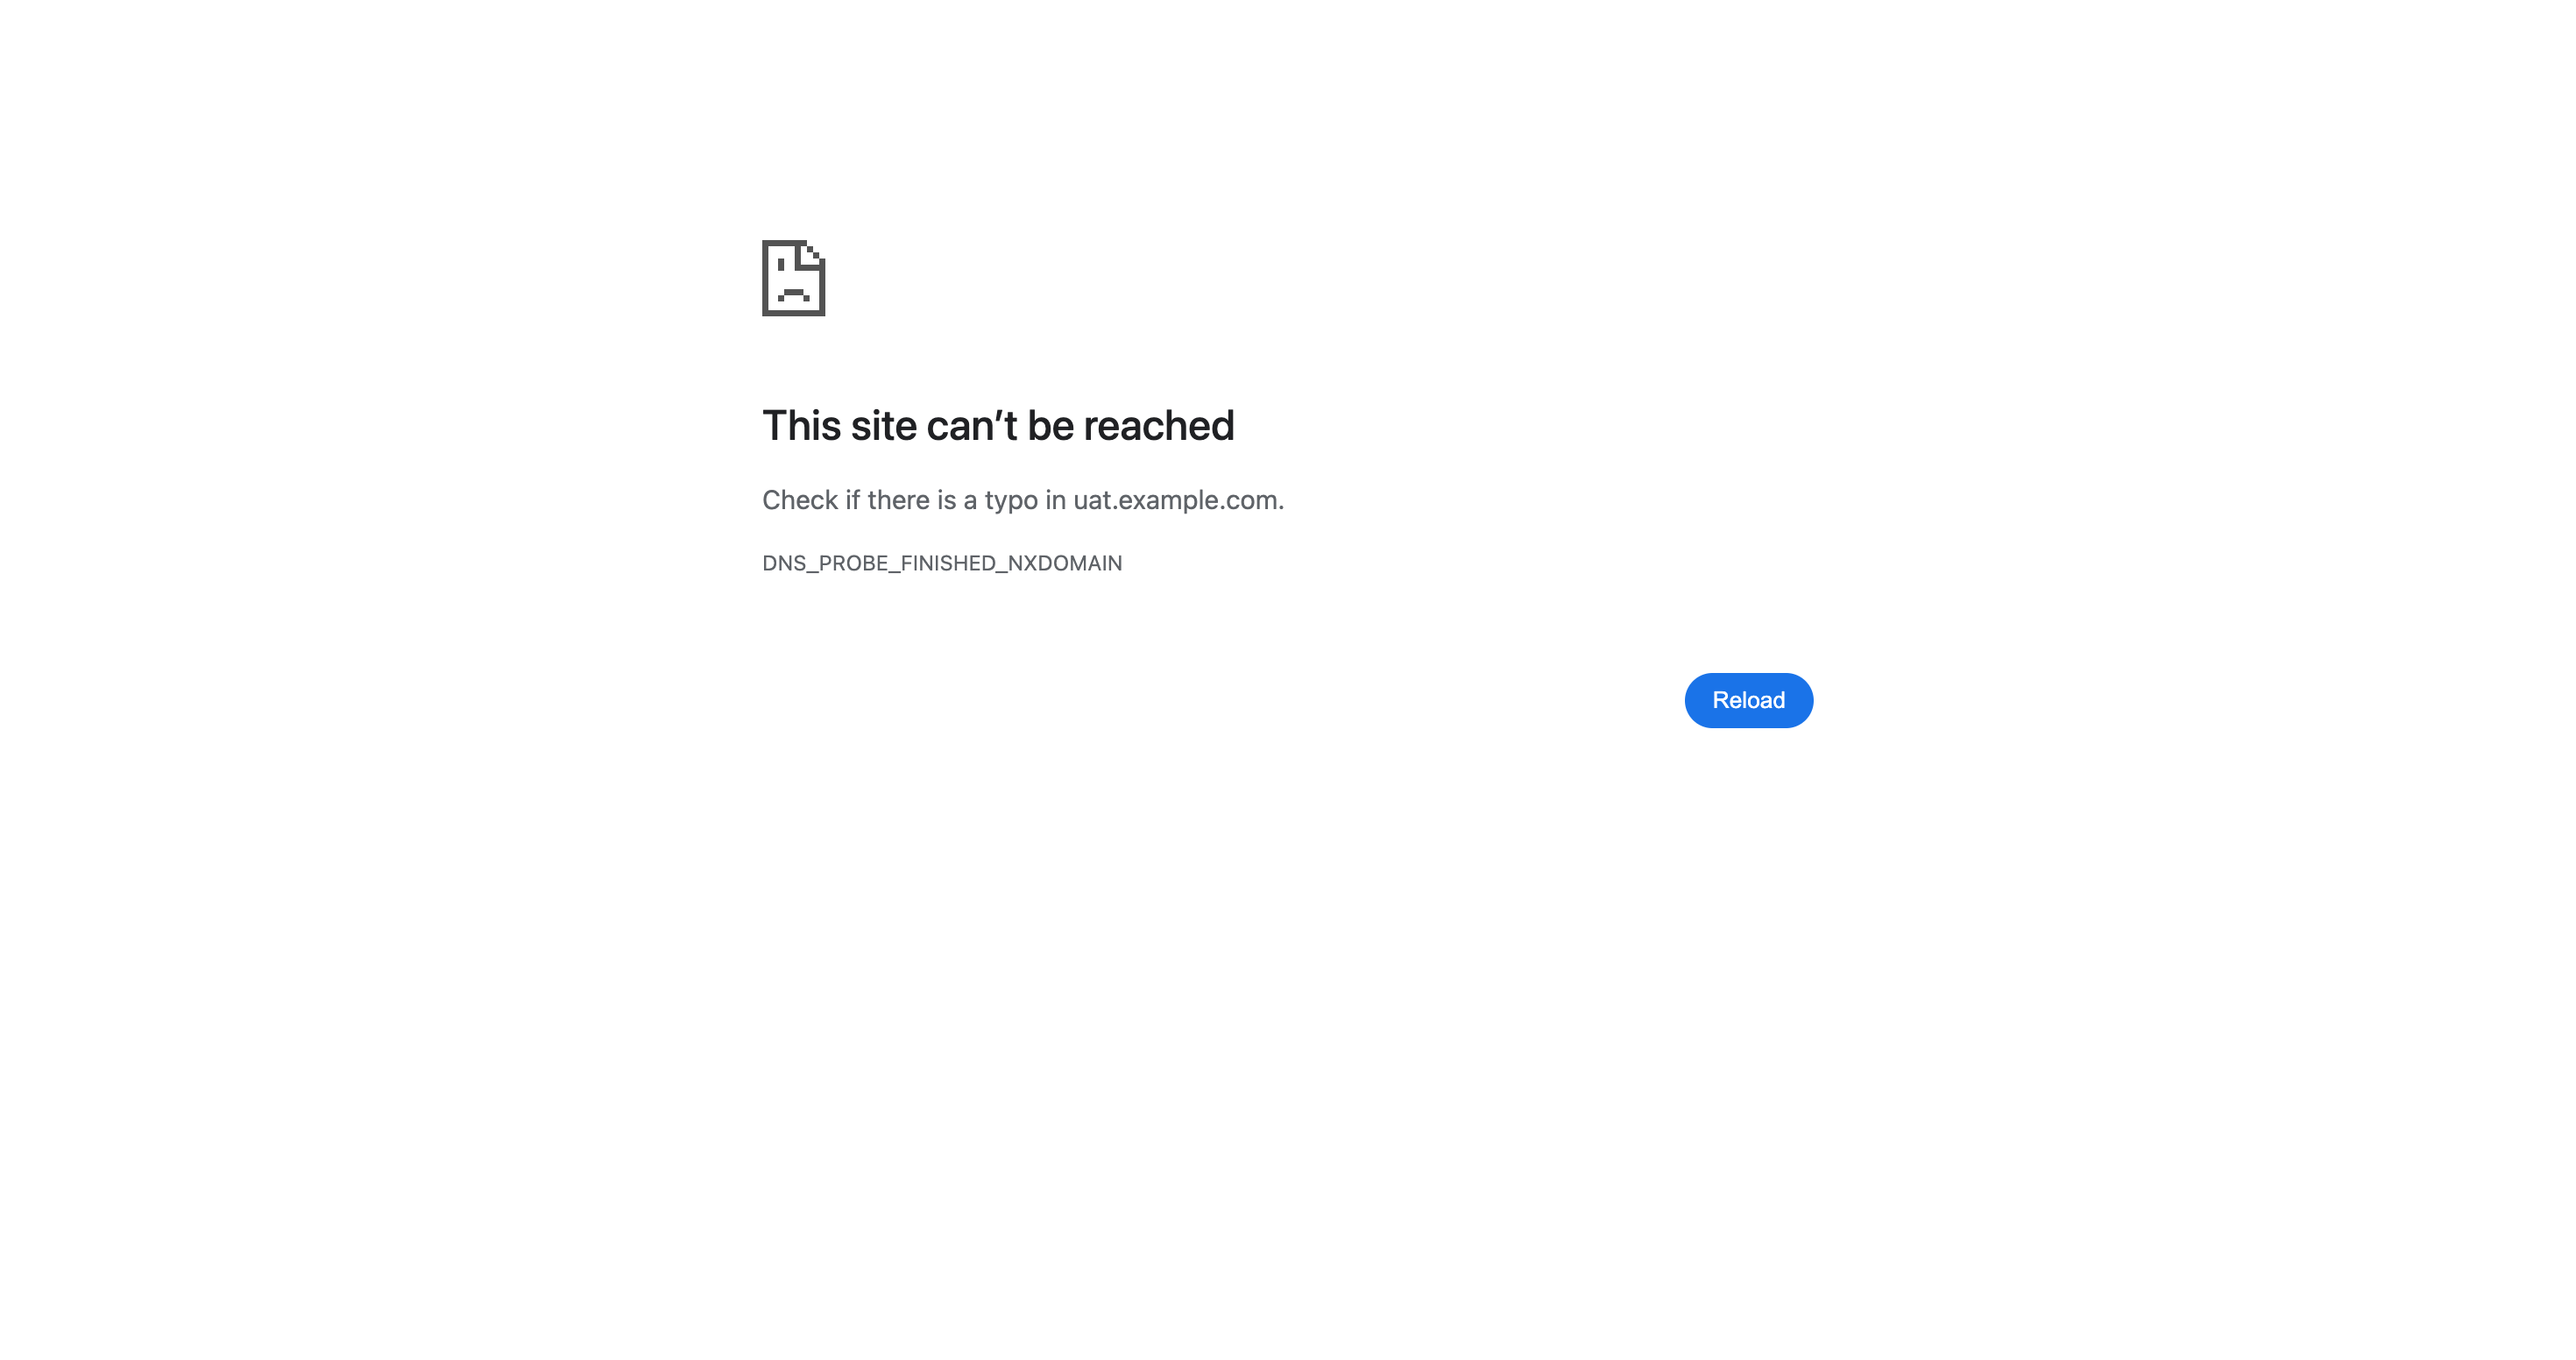 This site can’t be reached
Check if there is a typo in uat.example.com.
DNS_PROBE_FINISHED_NXDOMAIN
Reload